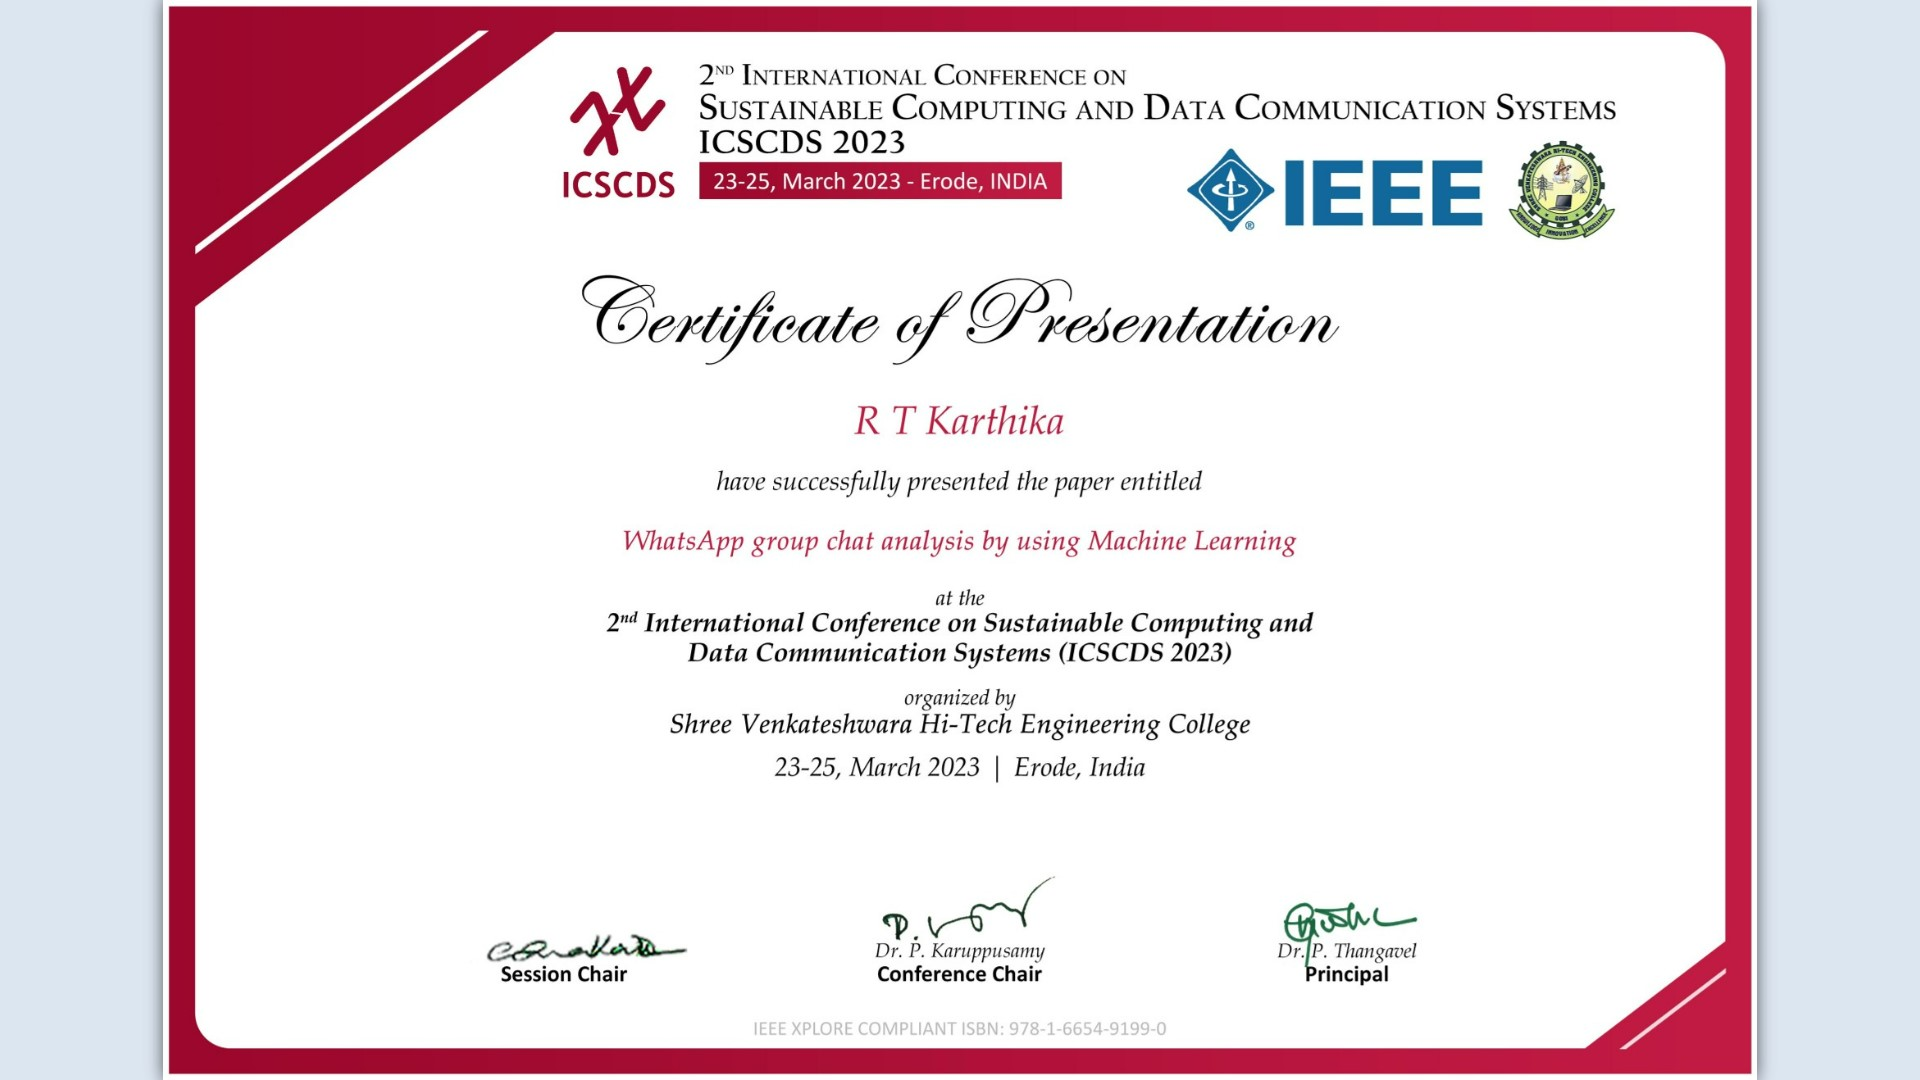 2ND INTERNATIONAL CONFERENCE ON
SUSTAINABLE COMPUTING AND DATA COMMUNICATION SYSTEMS
ICSCDS 2023
ICSCDS
23-25, March 2023 - Erode, INDIA
IEEE
Certificate of Presentation
R T Karthika
have successfully presented the paper entitled
WhatsApp group chat analysis by using Machine Learning
at the
2nd International Conference on Sustainable Computing and
Data Communication Systems (ICSCDS 2023)
organized by
Shree Venkateshwara Hi-Tech Engineering College
23-25, March 2023 | Erode, India
Session Chair
Dr. P. Karuppusamy
Conference Chair
Dr. P. Thangavel
Principal
IEEE XPLORE COMPLIANT ISBN: 978-1-6654-9199-0